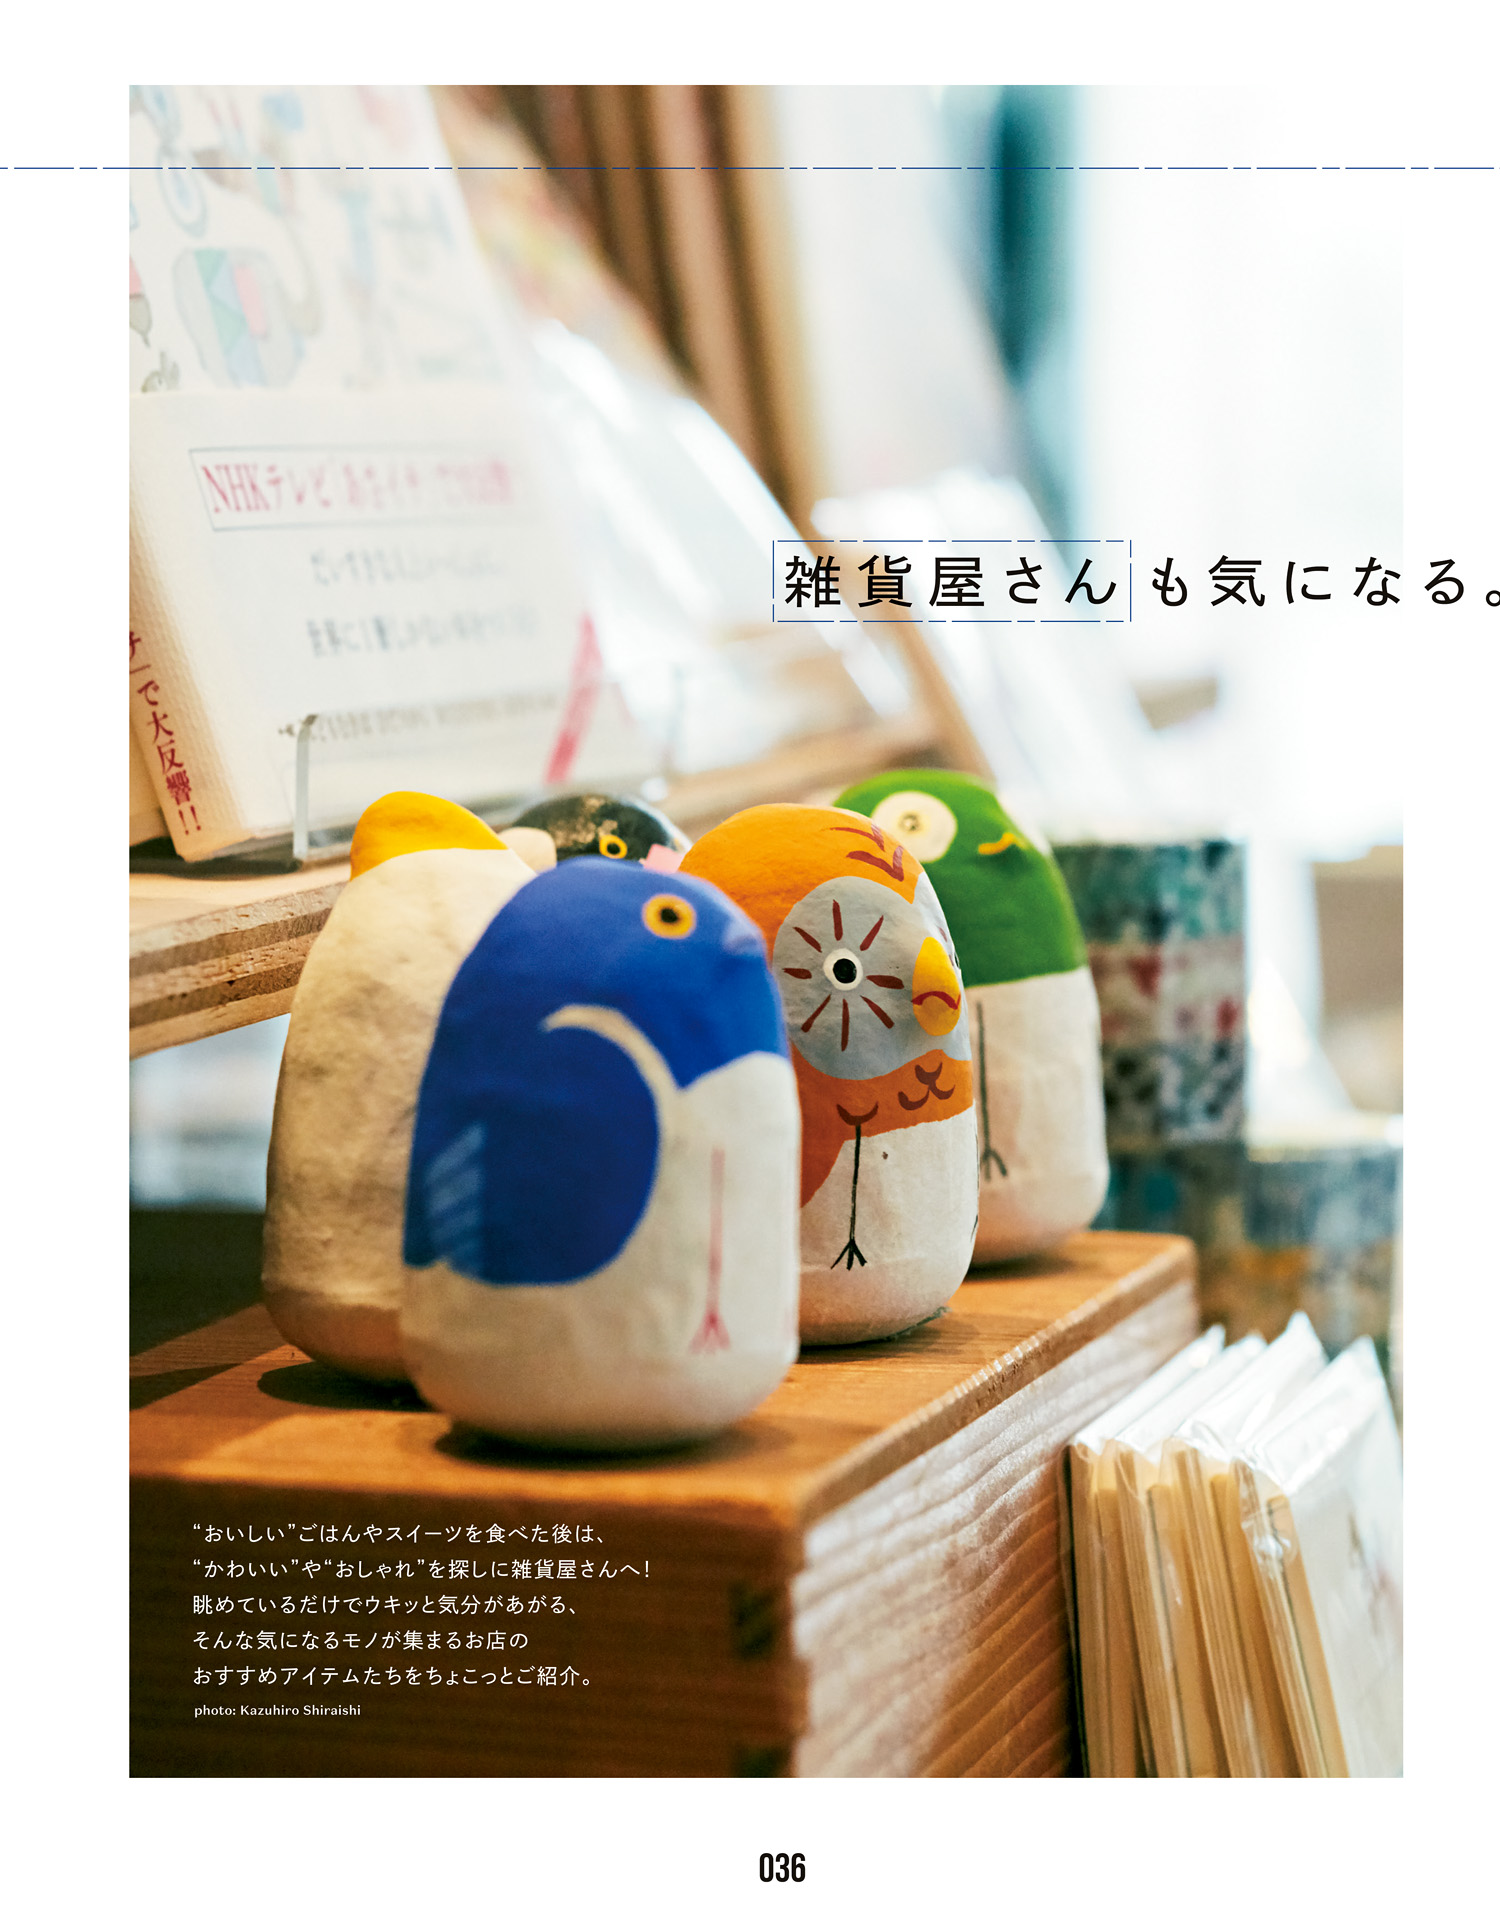 雑貨屋さんも気になる。
NHKテレビ
で大反響!!
“おいしい”ごはんやスイーツを食べた後は、
“かわいい”や“おしゃれ”を探しに雑貨屋さんへ!
眺めているだけでウキッと気分があがる、
そんな気になるモノが集まるお店の
おすすめアイテムたちをちょこっとご紹介。
photo: Kazuhiro Shiraishi
036